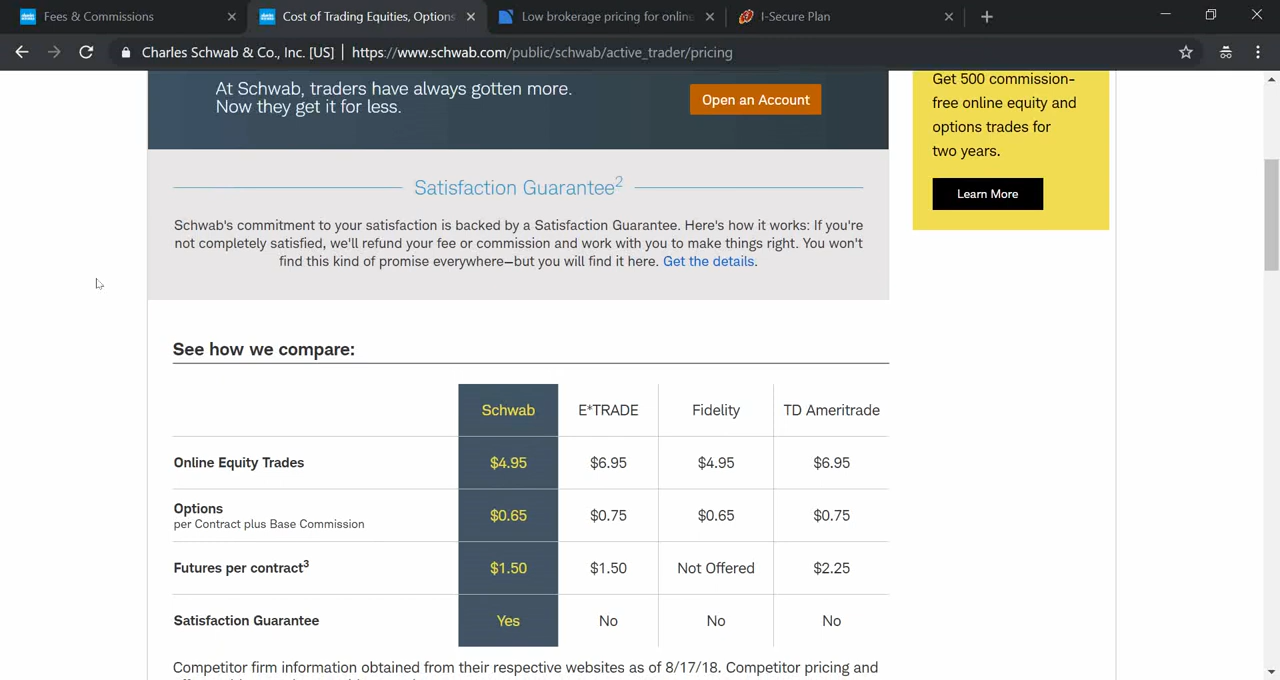 Fees & Commissions
Cost of Trading Equities, Options
Low brokerage pricing for online
I-Secure Plan
Charles Schwab & Co., Inc. [US] | https://www.schwab.com/public/schwab/active_trader/pricing
At Schwab, traders have always gotten more.
Now they get it for less.
Open an Account
Get 500 commission-
free online equity and
options trades for
two years.
Learn More
Satisfaction Guarantee2
Schwab's commitment to your satisfaction is backed by a Satisfaction Guarantee. Here's how it works: If you're
not completely satisfied, we'll refund your fee or commission and work with you to make things right. You won't
find this kind of promise everywhere—but you will find it here. Get the details.
See how we compare:
Schwab E*TRADE Fidelity TD Ameritrade
Online Equity Trades $4.95 $6.95 $4.95 $6.95
Options
per Contract plus Base Commission $0.65 $0.75 $0.65 $0.75
Futures per contract3 $1.50 $1.50 Not Offered $2.25
Satisfaction Guarantee Yes No No No
Competitor firm information obtained from their respective websites as of 8/17/18. Competitor pricing and